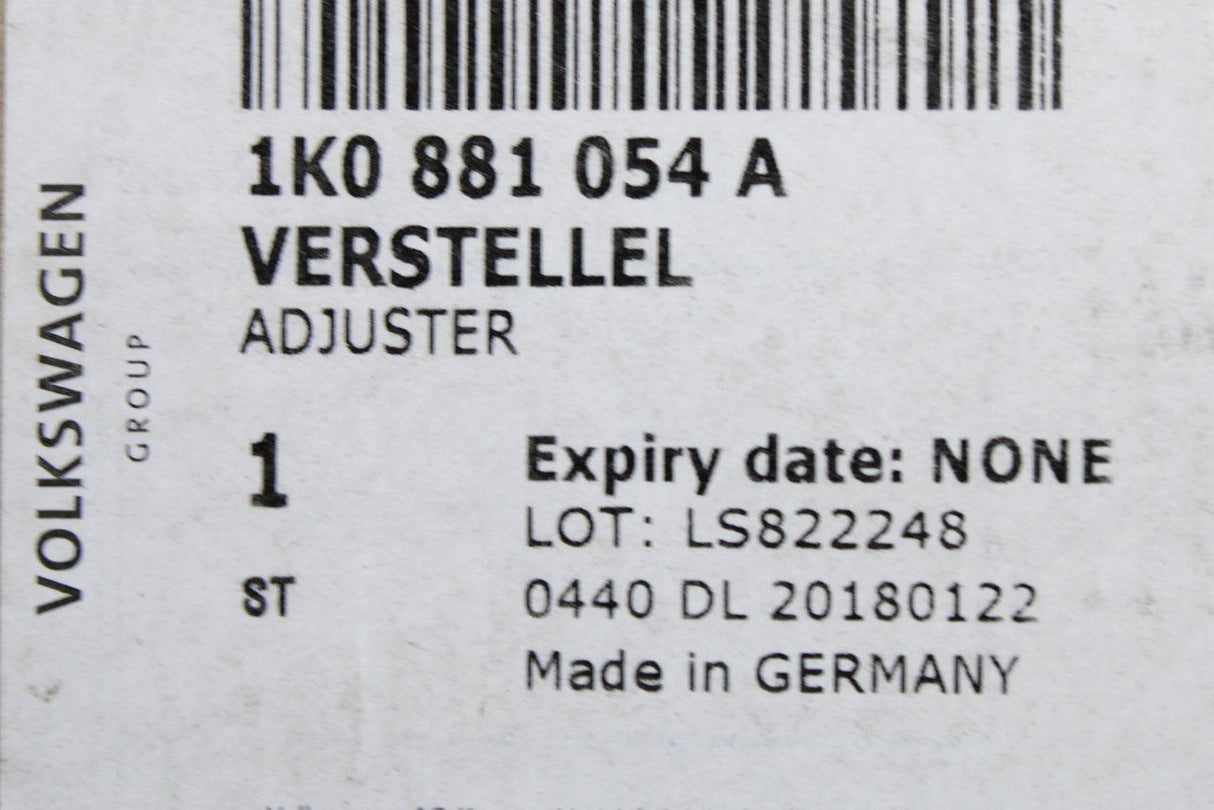 1K0 881 054 A
VERSTELLEL
ADJUSTER
1
Expiry date: NONE
LOT: LS822248
ST
0440 DL 20180122
Made in GERMANY
VOLKSWAGEN
GROUP